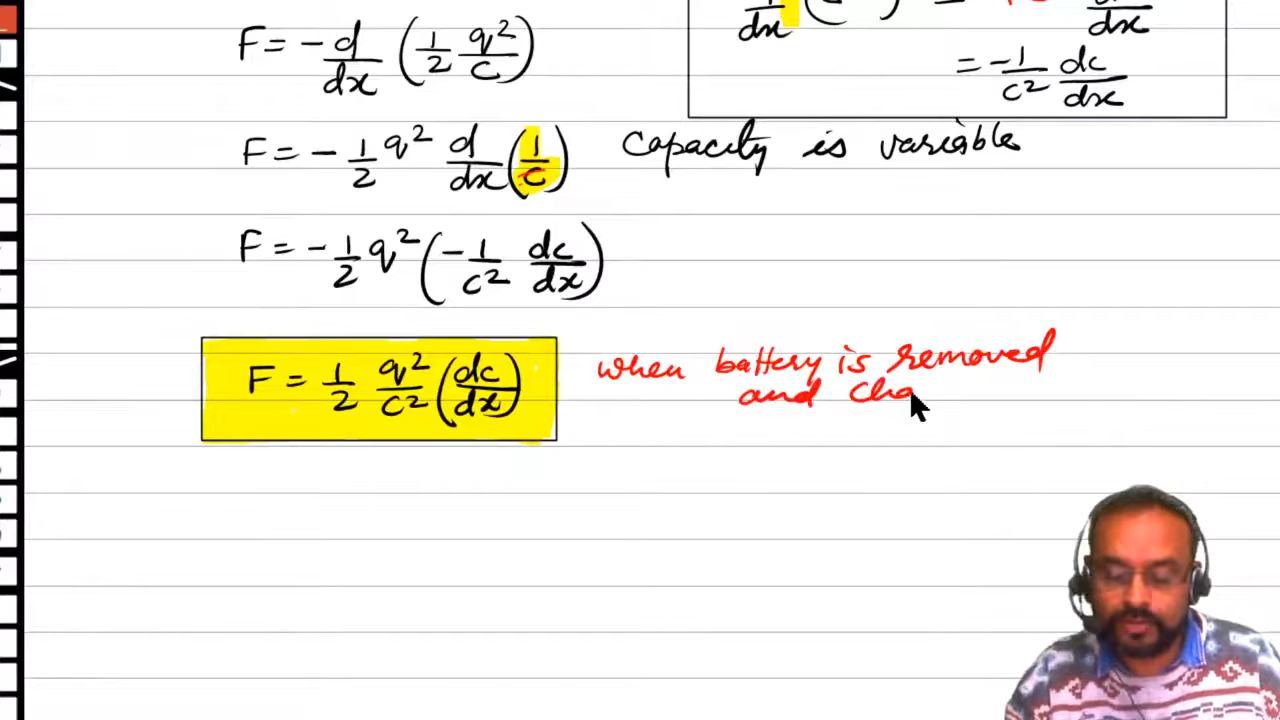 F = -d/dx (1/2 q²/c)
= -1/c² dc/dx
F = -1/2 q² d/dx (1/c) Capacity is variable
F = -1/2 q² (-1/c² dc/dx)
F = 1/2 q²/c² (dc/dx) when battery is removed
and cha